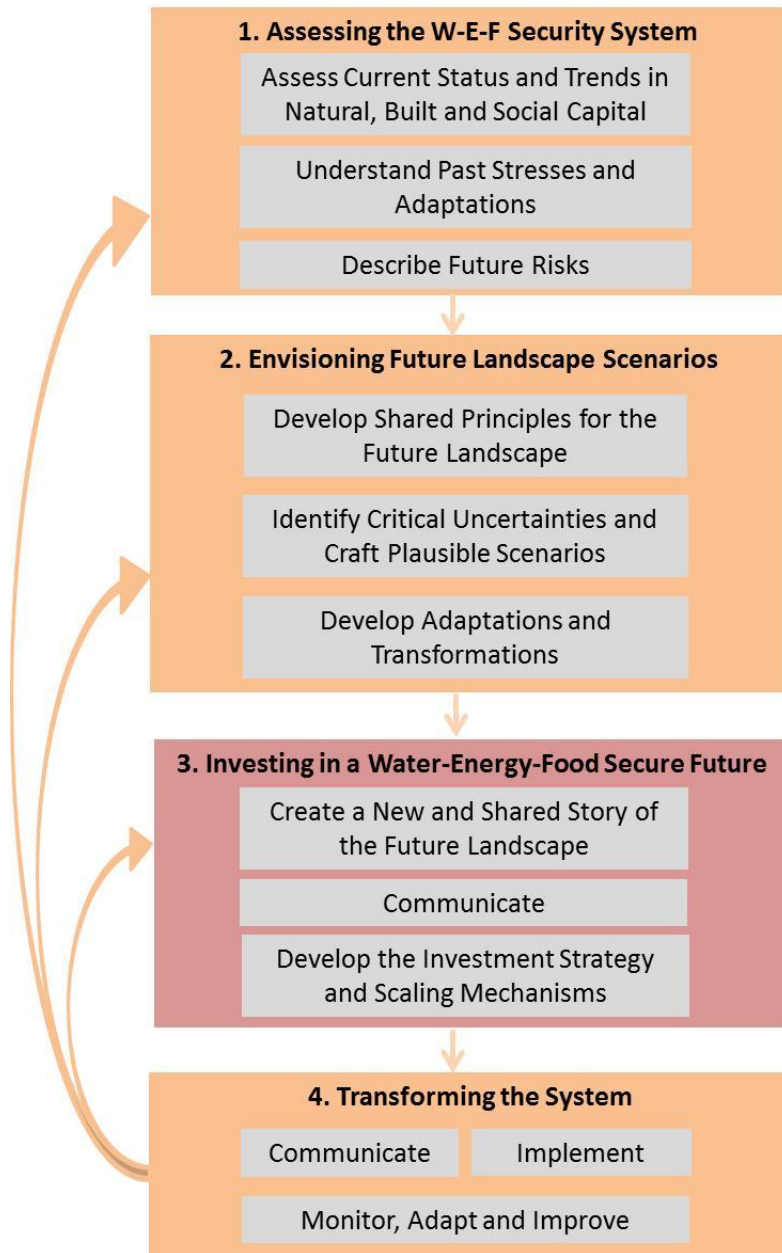 1. Assessing the W-E-F Security System
Assess Current Status and Trends in
Natural, Built and Social Capital
Understand Past Stresses and
Adaptations
Describe Future Risks
2. Envisioning Future Landscape Scenarios
Develop Shared Principles for the
Future Landscape
Identify Critical Uncertainties and
Craft Plausible Scenarios
Develop Adaptations and
Transformations
3. Investing in a Water-Energy-Food Secure Future
Create a New and Shared Story of
the Future Landscape
Communicate
Develop the Investment Strategy
and Scaling Mechanisms
4. Transforming the System
Communicate
Implement
Monitor, Adapt and Improve